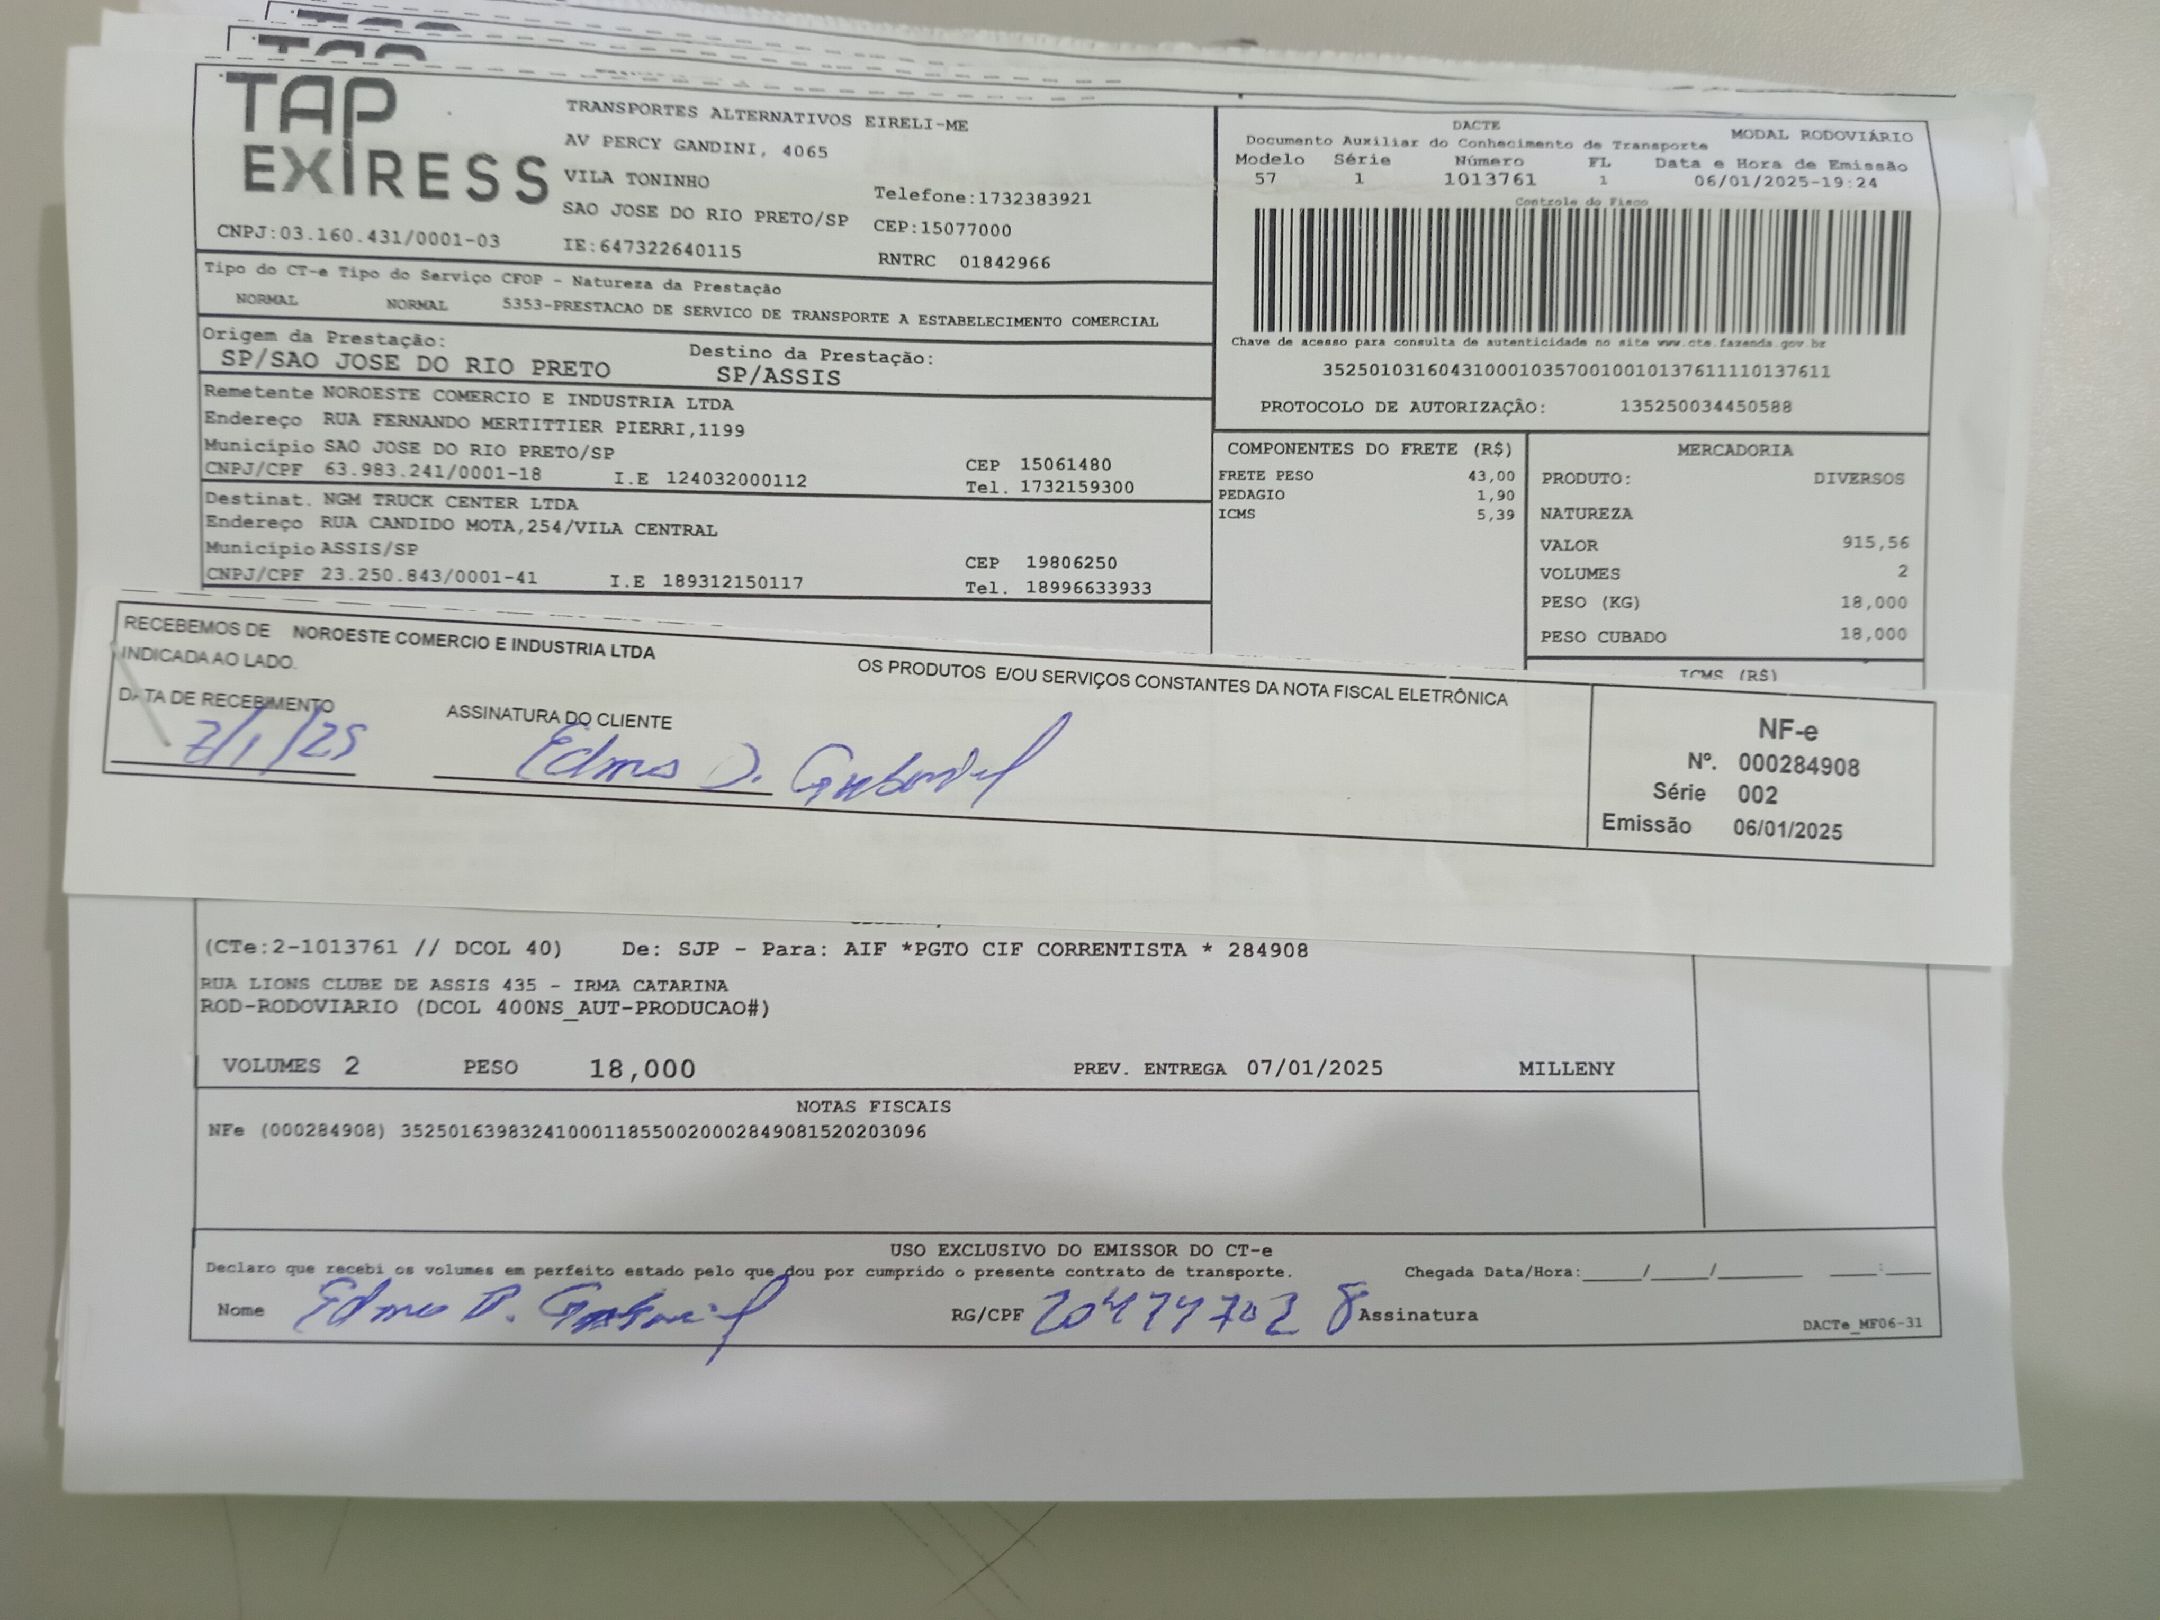 TAP
EXIRESS
TRANSPORTES ALTERNATIVOS EIRELI-ME
AV PERCY GANDINI, 4065
VILA TONINHO
Telefone:1732383921
SAO JOSE DO RIO PRETO/SP CEP:15077000
CNPJ:03.160.431/0001-03 IE:647322640115
RNTRC 01842966
DACTE MODAL RODOVIÁRIO
Documento Auxiliar do Conhecimento de Transporte
Modelo Série Número FL Data e Hora de Emissão
57 1 1013761 1 06/01/2025-19:24
Controle do Fisco
Chave de acesso para consulta de autenticidade no site www.cte.fazenda.gov.br
35250103160431000103570010010137611110137611
PROTOCOLO DE AUTORIZAÇÃO: 135250034450588
Tipo do CT-e Tipo do Serviço CFOP - Natureza da Prestação
NORMAL NORMAL 5353-PRESTACAO DE SERVICO DE TRANSPORTE A ESTABELECIMENTO COMERCIAL
Origem da Prestação: Destino da Prestação:
SP/SAO JOSE DO RIO PRETO SP/ASSIS
Remetente NOROESTE COMERCIO E INDUSTRIA LTDA
Endereço RUA FERNANDO MERTITTIER PIERRI,1199
Município SAO JOSE DO RIO PRETO/SP CEP 15061480
CNPJ/CPF 63.983.241/0001-18 I.E 124032000112 Tel. 1732159300
Destinat. NGM TRUCK CENTER LTDA
Endereço RUA CANDIDO MOTA,254/VILA CENTRAL
Município ASSIS/SP CEP 19806250
CNPJ/CPF 23.250.843/0001-41 I.E 189312150117 Tel. 18996633933
COMPONENTES DO FRETE (R$)
FRETE PESO 43,00
PEDAGIO 1,90
ICMS 5,39
MERCADORIA
PRODUTO: DIVERSOS
NATUREZA
VALOR 915,56
VOLUMES 2
PESO (KG) 18,000
PESO CUBADO 18,000
ICMS (R$)
RECEBEMOS DE NOROESTE COMERCIO E INDUSTRIA LTDA OS PRODUTOS E/OU SERVIÇOS CONSTANTES DA NOTA FISCAL ELETRÔNICA
INDICADA AO LADO.
DATA DE RECEBIMENTO ASSINATURA DO CLIENTE
7/1/25 D.
NF-e
Nº. 000284908
Série 002
Emissão 06/01/2025
(CTe:2-1013761 // DCOL 40) De: SJP - Para: AIF *PGTO CIF CORRENTISTA * 284908
RUA LIONS CLUBE DE ASSIS 435 - IRMA CATARINA
ROD-RODOVIARIO (DCOL 400NS_AUT-PRODUCAO#)
VOLUMES 2 PESO 18,000 PREV. ENTREGA 07/01/2025 MILLENY
NOTAS FISCAIS
NFe (000284908) 35250163983241000118550020002849081520203096
USO EXCLUSIVO DO EMISSOR DO CT-e
Declaro que recebi os volumes em perfeito estado pelo que dou por cumprido o presente contrato de transporte. Chegada Data/Hora:____/____/______ ____:____
Nome RG/CPF Assinatura
DACTe_MF06-31